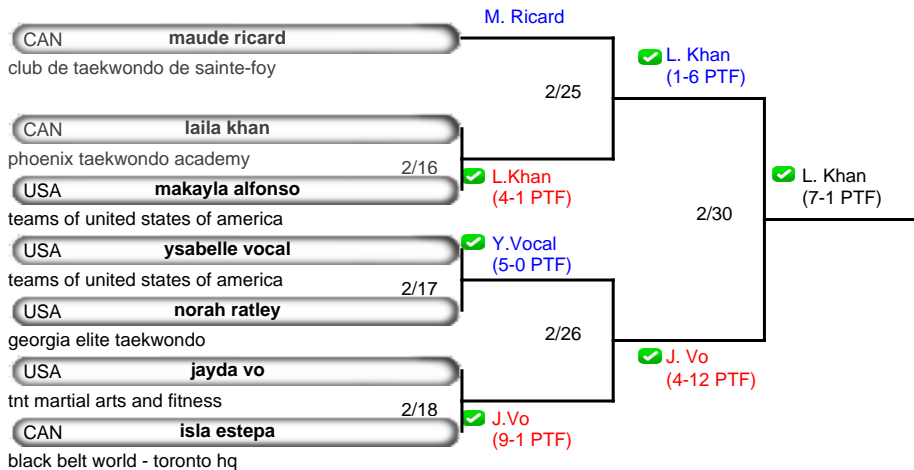 M. Ricard
CAN maude ricard
club de taekwondo de sainte-foy
L. Khan
(1-6 PTF)
2/25
CAN laila khan
phoenix taekwondo academy
2/16
L.Khan
(4-1 PTF)
USA makayla alfonso
teams of united states of america
L. Khan
(7-1 PTF)
2/30
USA ysabelle vocal
teams of united states of america
Y.Vocal
(5-0 PTF)
2/17
USA norah ratley
georgia elite taekwondo
2/26
J. Vo
(4-12 PTF)
USA jayda vo
tnt martial arts and fitness
2/18
J.Vo
(9-1 PTF)
CAN isla estepa
black belt world - toronto hq